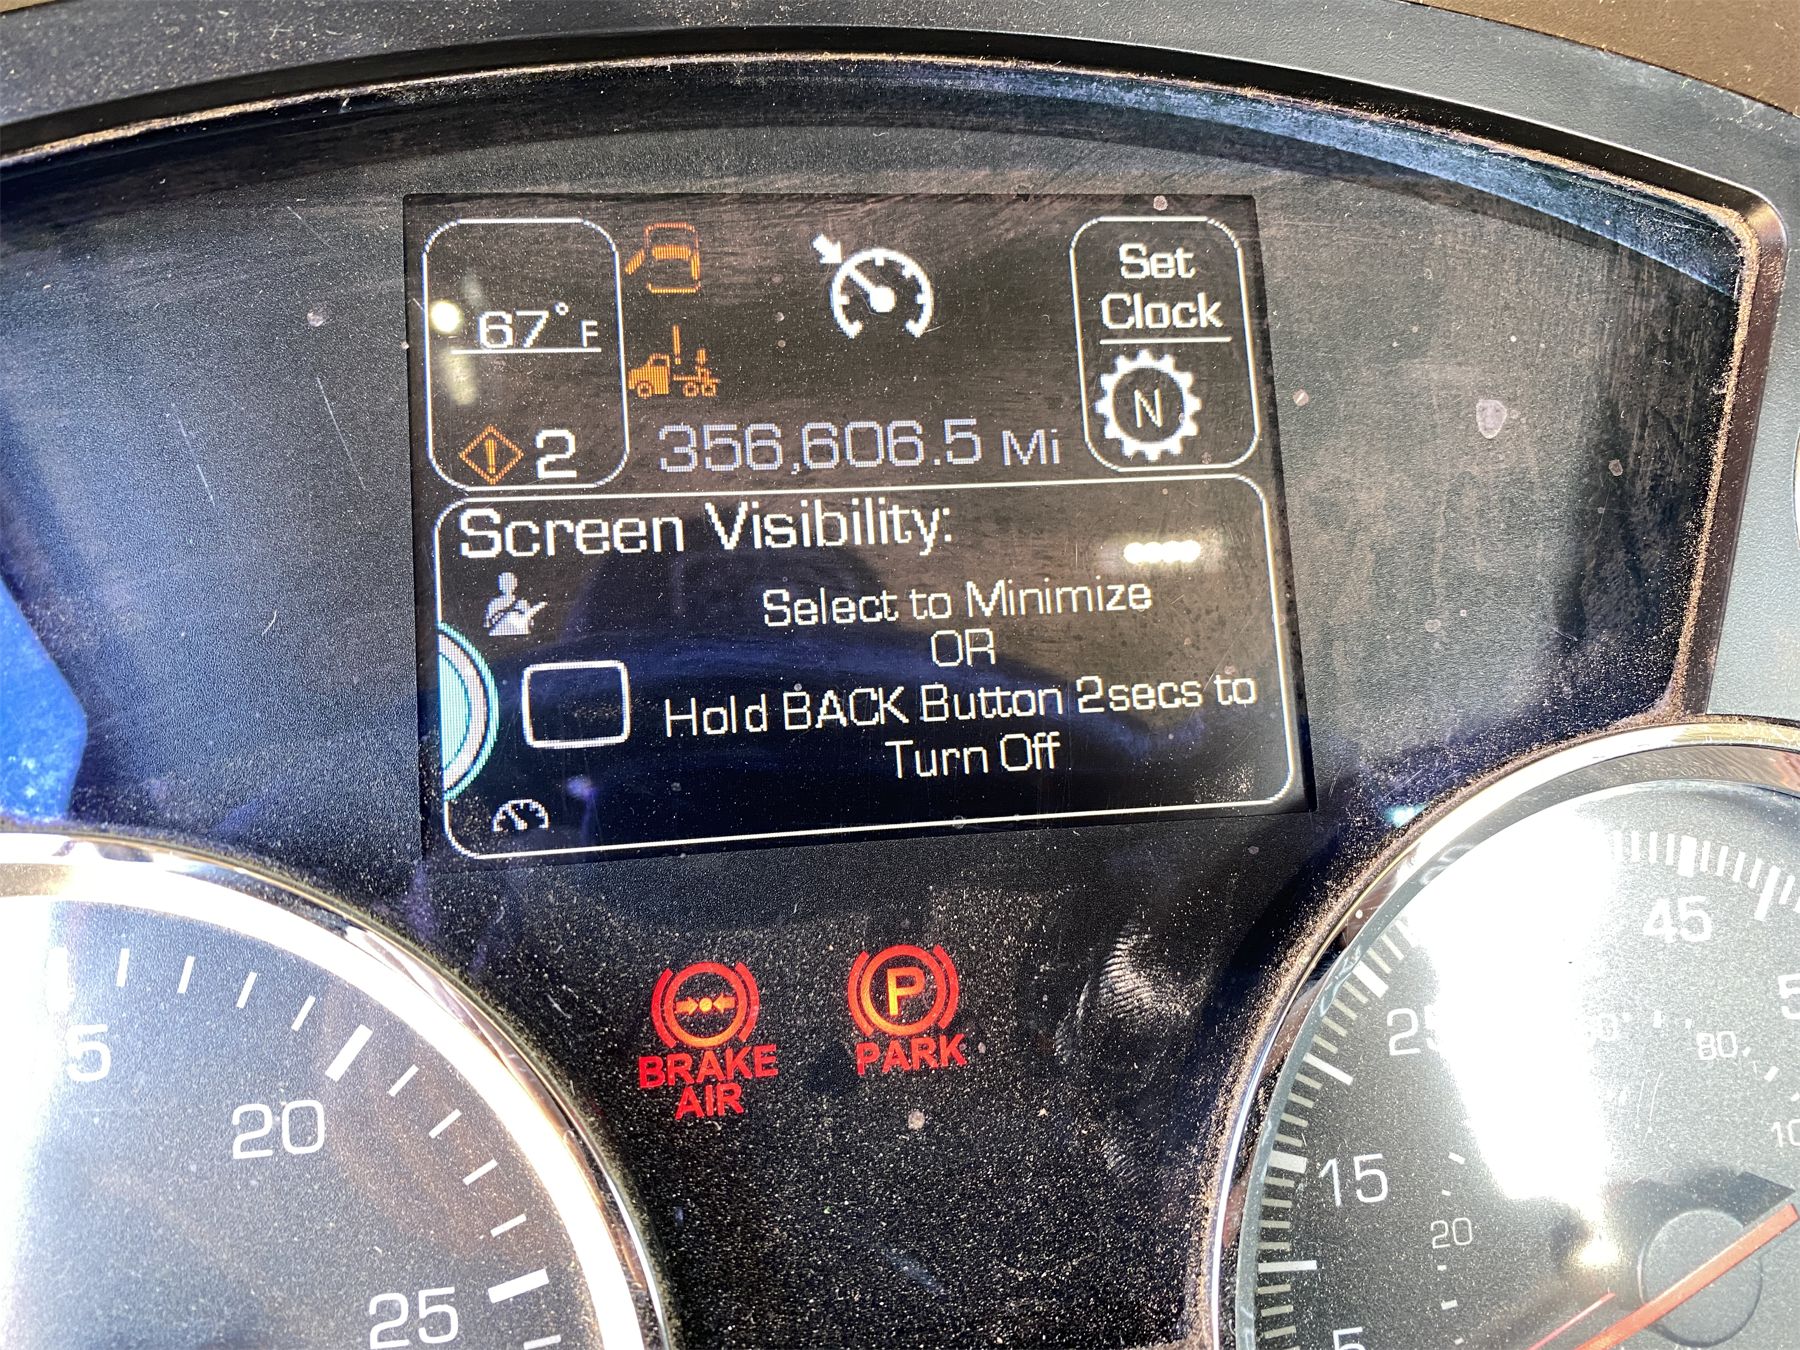 Set
Clock
67°F
N
2
356,606.5 Mi
Screen Visibility:
Select to Minimize
OR
Hold BACK Button 2secs to
Turn Off
BRAKE
AIR
P
PARK
20
25
45
80
15
20
5